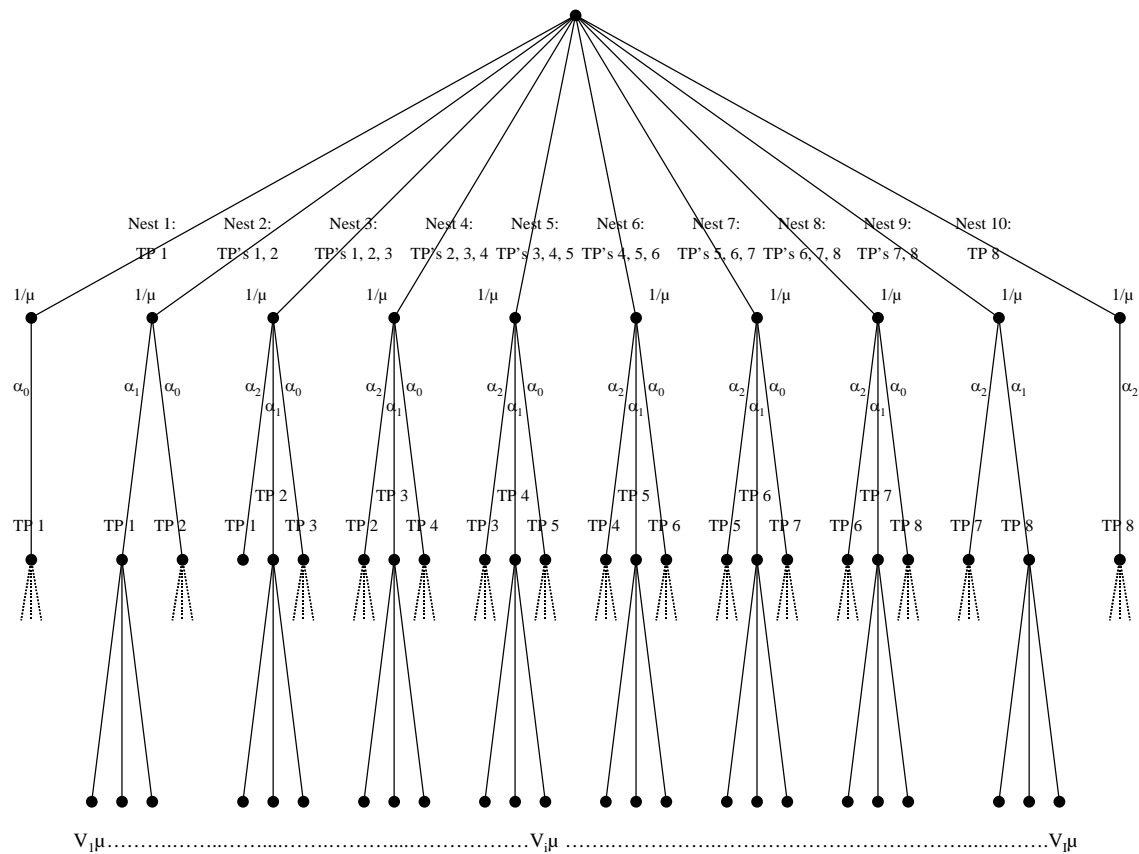 Nest 1: Nest 2: Nest 3: Nest 4: Nest 5: Nest 6: Nest 7: Nest 8: Nest 9: Nest 10:
TP 1 TP's 1, 2 TP's 1, 2, 3 TP's 2, 3, 4 TP's 3, 4, 5 TP's 4, 5, 6 TP's 5, 6, 7 TP's 6, 7, 8 TP's 7, 8 TP 8
1/μ 1/μ 1/μ 1/μ 1/μ 1/μ 1/μ 1/μ 1/μ
α₀ α₁ α₀ α₂ α₀ α₂ α₀ α₂ α₀ α₂ α₀ α₂ α₀ α₂ α₀ α₂ α₁ α₂
α₁ α₁ α₁ α₁ α₁ α₁
TP 2 TP 3 TP 4 TP 5 TP 6 TP 7
TP 1 TP 1 TP 2 TP 1 TP 3 TP 2 TP 4 TP 3 TP 5 TP 4 TP 6 TP 5 TP 7 TP 6 TP 8 TP 7 TP 8 TP 8
V₁μ……….……..……...….……….....……………….Vᵢμ …….……..……….……………………….……..…..……….V_Iμ